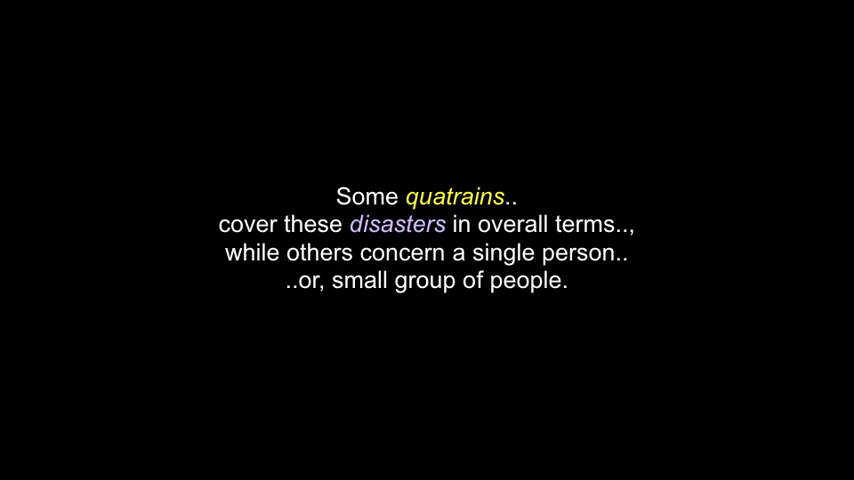 Some quatrains..
cover these disasters in overall terms..,
while others concern a single person..
..or, small group of people.